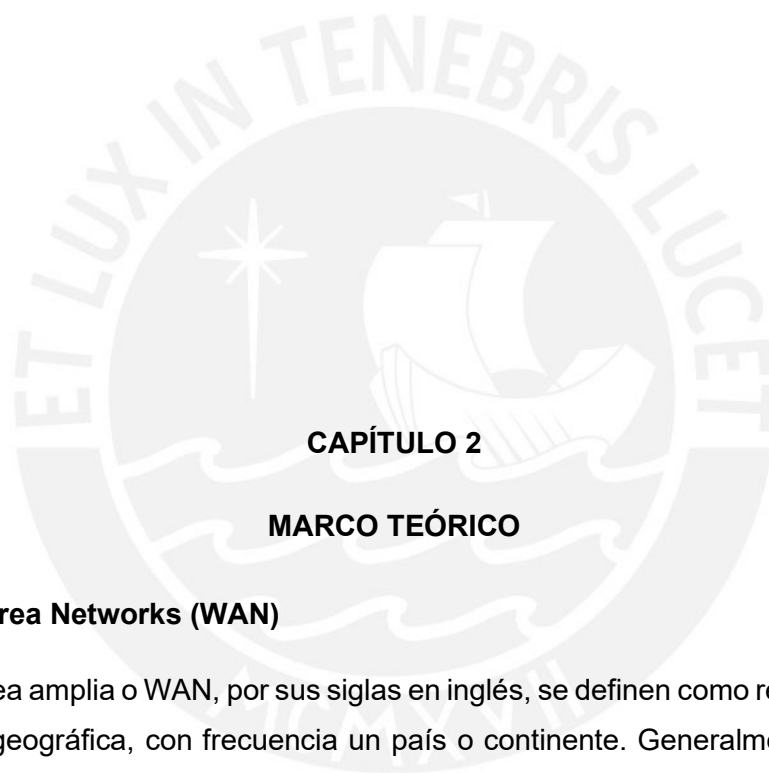 ET LUX IN TENEBRIS LUCET
CAPÍTULO 2
MARCO TEÓRICO
rea Networks (WAN)
ea amplia o WAN, por sus siglas en inglés, se definen como re
geográfica, con frecuencia un país o continente. Generalm
MCMXVII